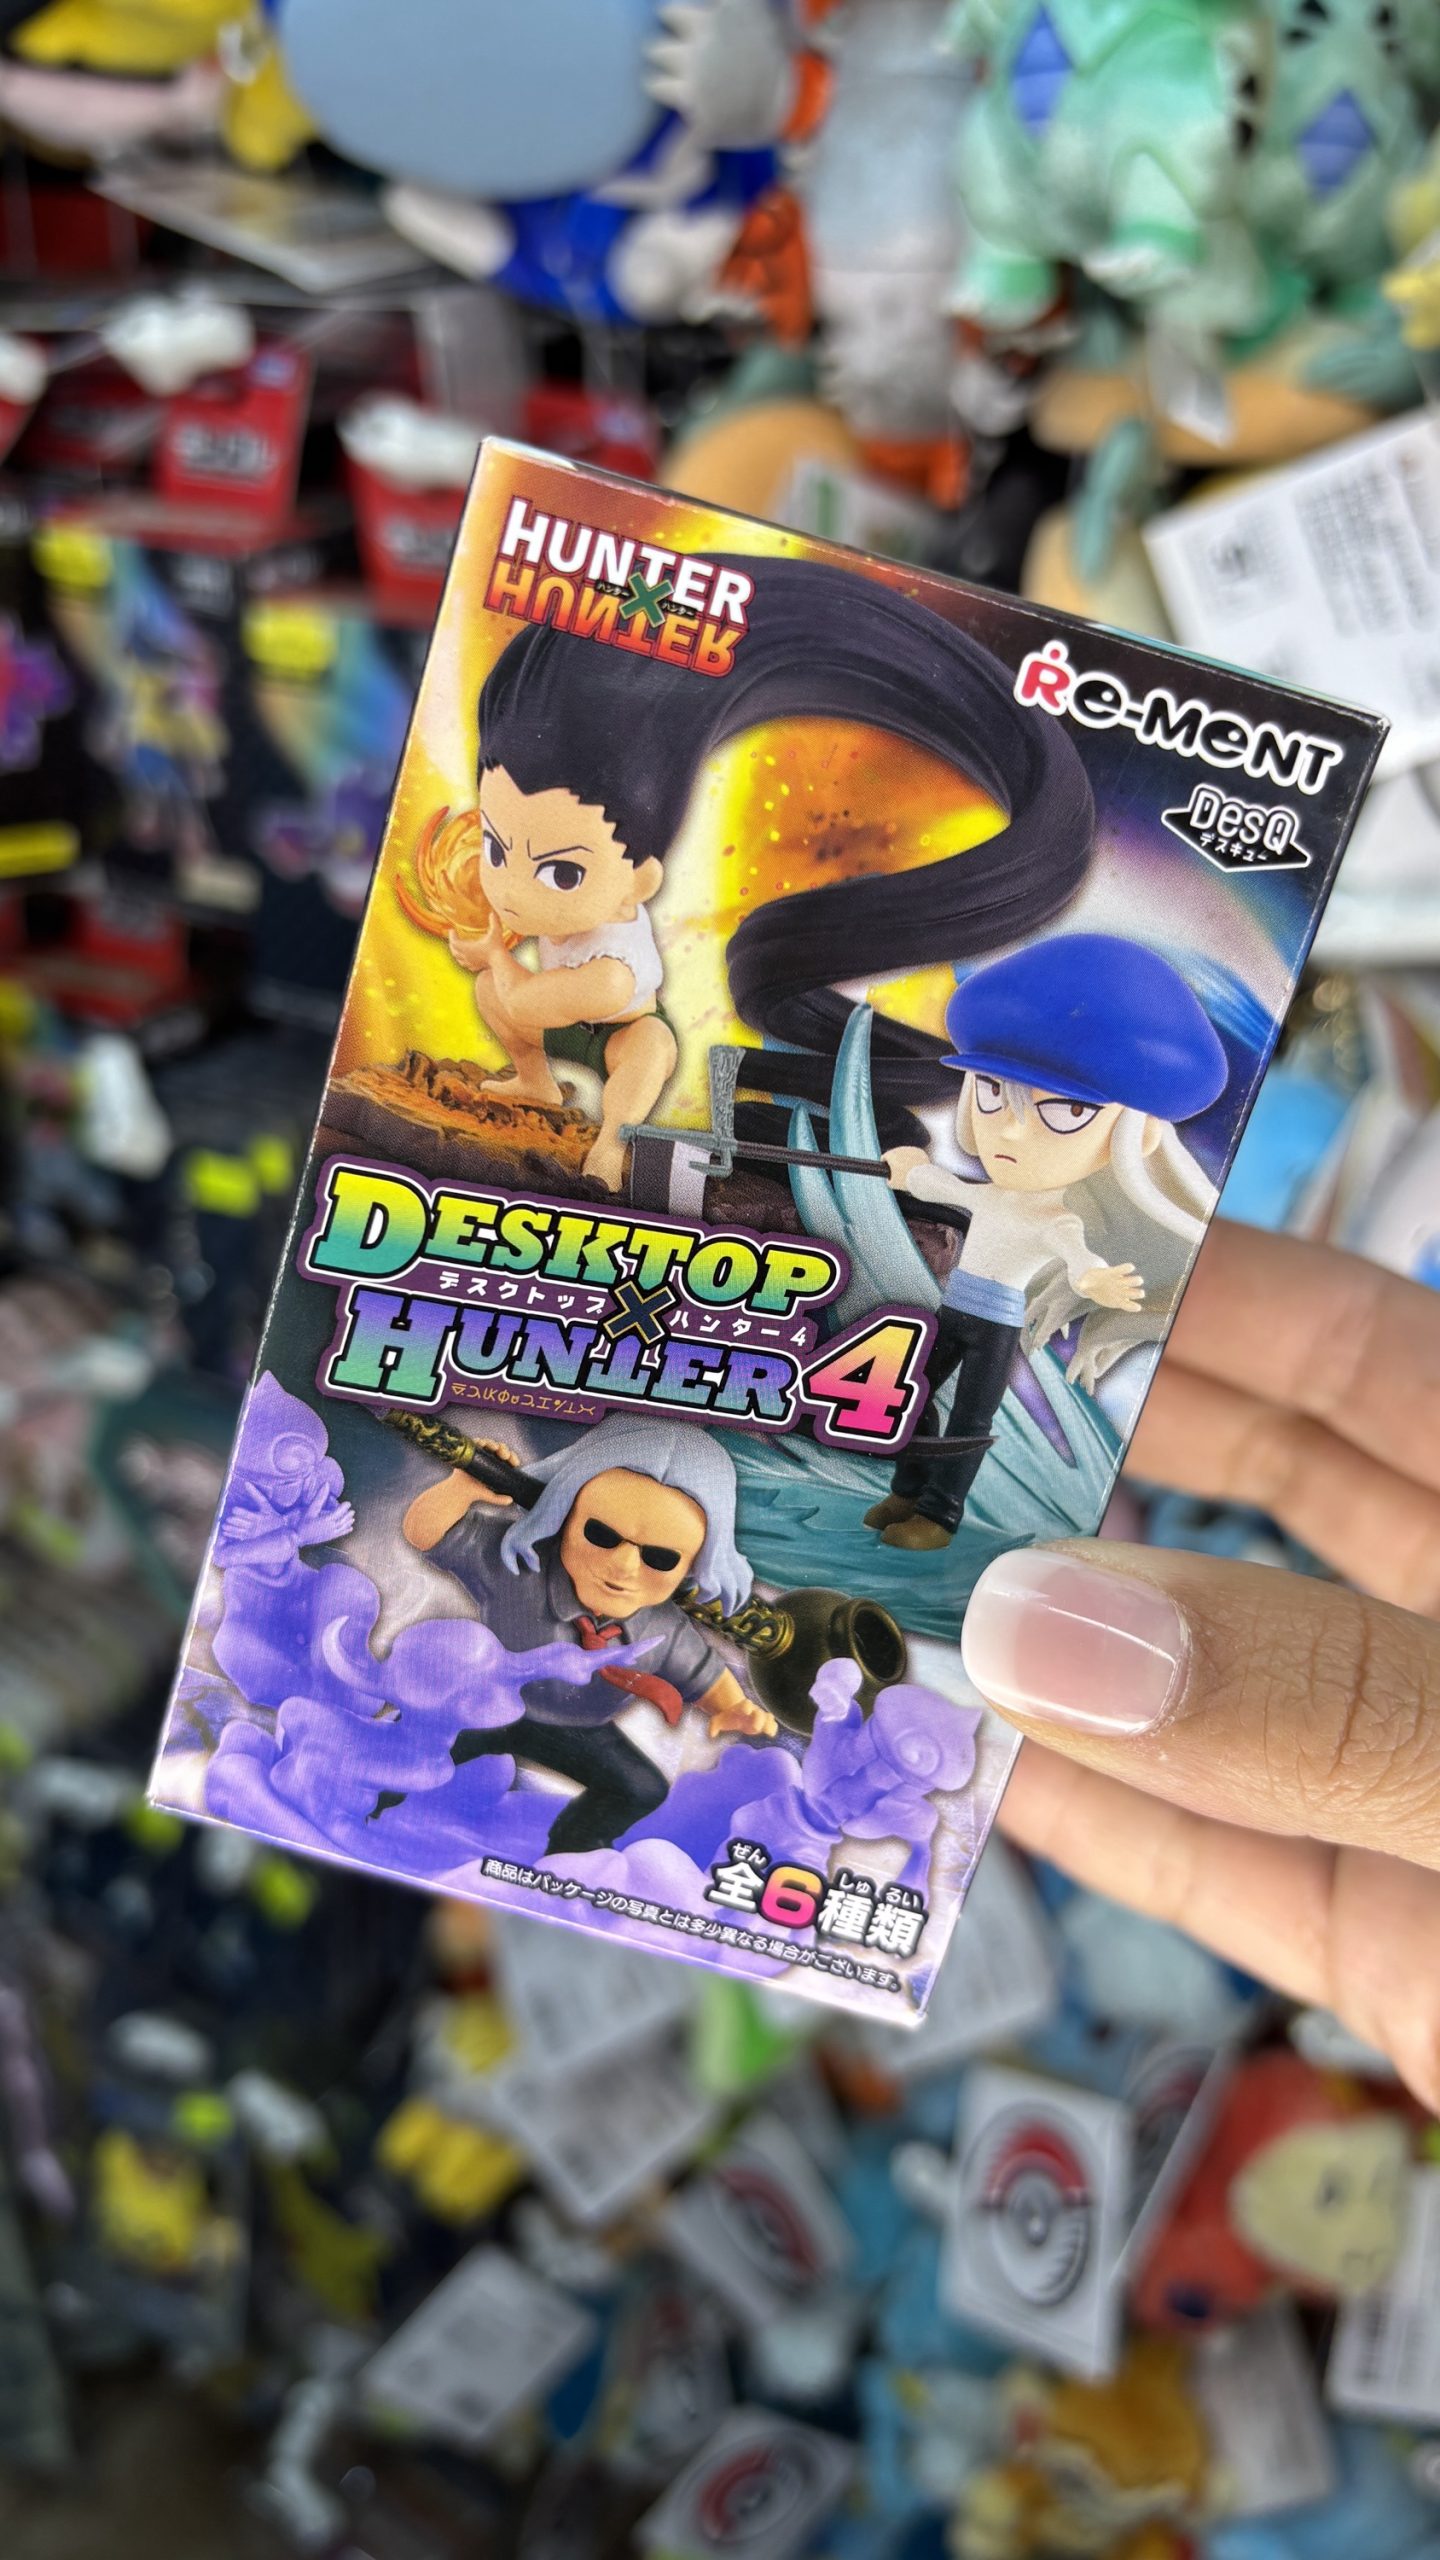 HUNTER
ハンター×ハンター
HUNTER
Re-MeNT
DesQ
デスキュー
DESKTOP
デスクトップ×ハンター4
HUNTER 4
ぜん しゅ るい
全6種類
商品はパッケージの写真とは多少異なる場合がございます。